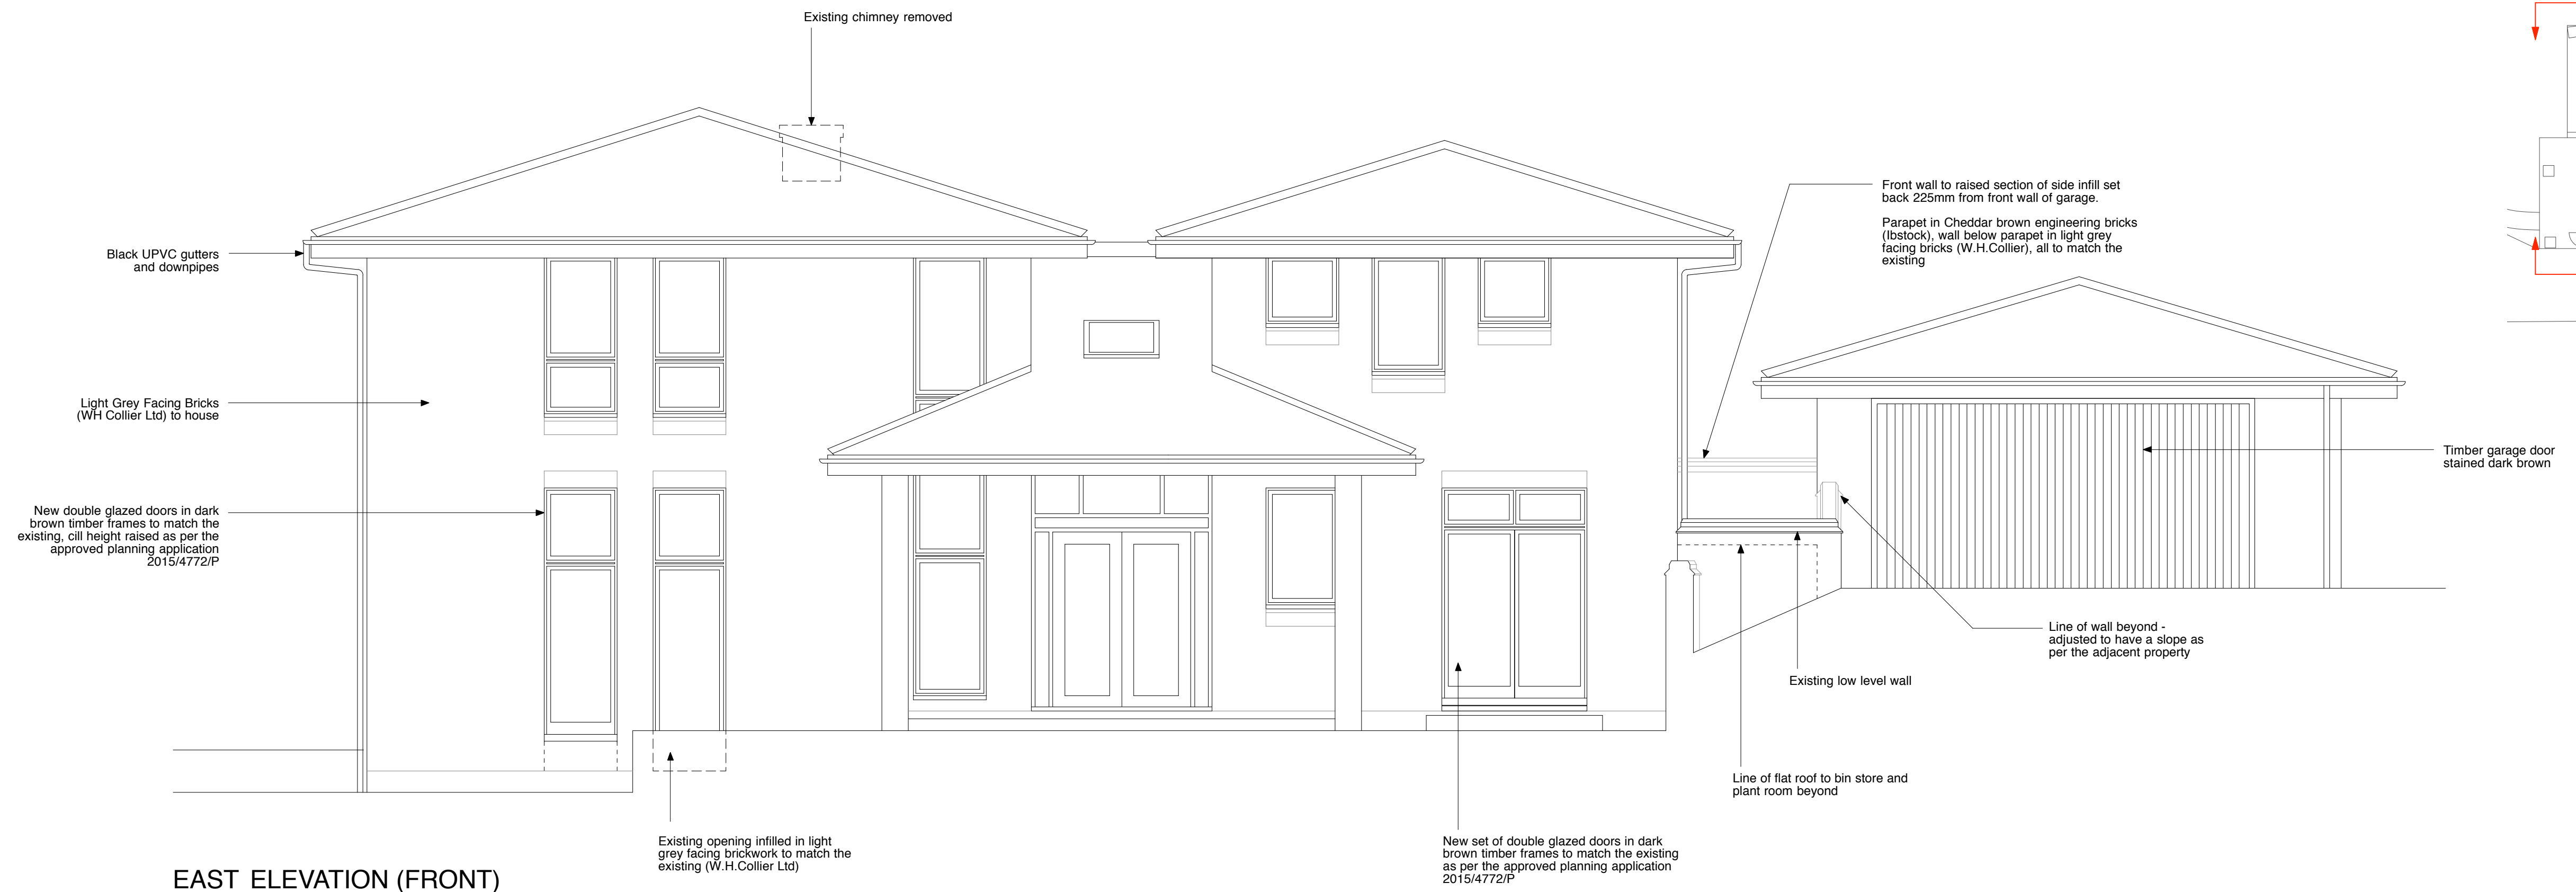 Existing chimney removed
Front wall to raised section of side infill set
back 225mm from front wall of garage.
Parapet in Cheddar brown engineering bricks
(Ibstock), wall below parapet in light grey
facing bricks (W.H.Collier), all to match the
existing
Black UPVC gutters
and downpipes
Light Grey Facing Bricks
(WH Collier Ltd) to house
Timber garage door
stained dark brown
New double glazed doors in dark
brown timber frames to match the
existing, cill height raised as per the
approved planning application
2015/4772/P
Line of wall beyond -
adjusted to have a slope as
per the adjacent property
Existing low level wall
Line of flat roof to bin store and
plant room beyond
Existing opening infilled in light
grey facing brickwork to match the
existing (W.H.Collier Ltd)
New set of double glazed doors in dark
brown timber frames to match the existing
as per the approved planning application
2015/4772/P
EAST ELEVATION (FRONT)